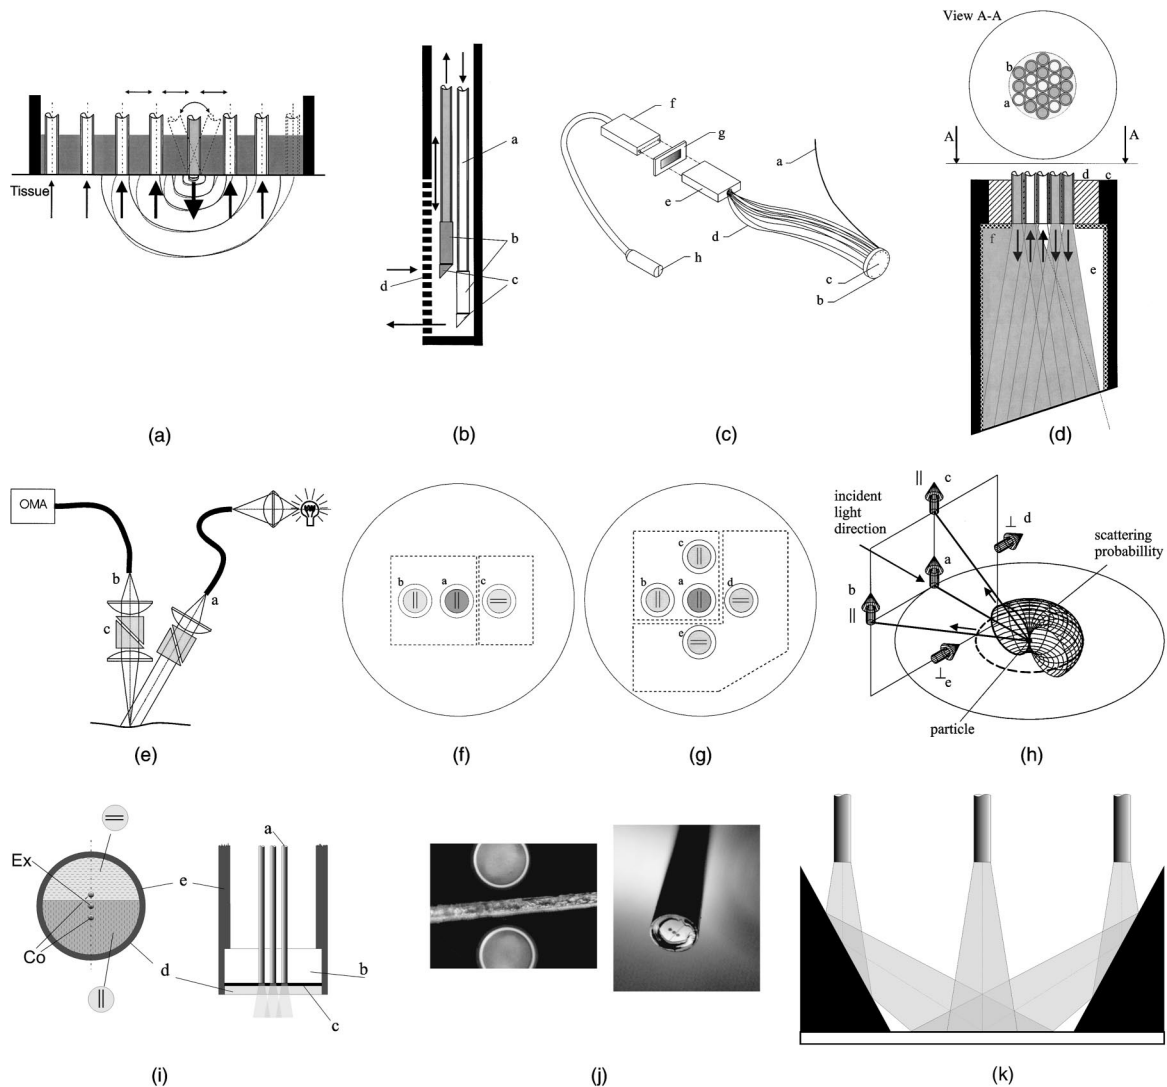 Tissue
(a)
a
b
c
d
(b)
f
g
a
e
d
h
c
b
(c)
View A-A
b
a
A
A
d
c
f
e
(d)
OMA
b
a
c
(e)
b
a
c
(f)
c
b
a
d
e
(g)
||
c
incident
light
direction
⊥
d
scattering
probabillity
a
b
||
⊥
e
particle
(h)
Ex
Co
e
d
a
b
c
(i)
(j)
(k)